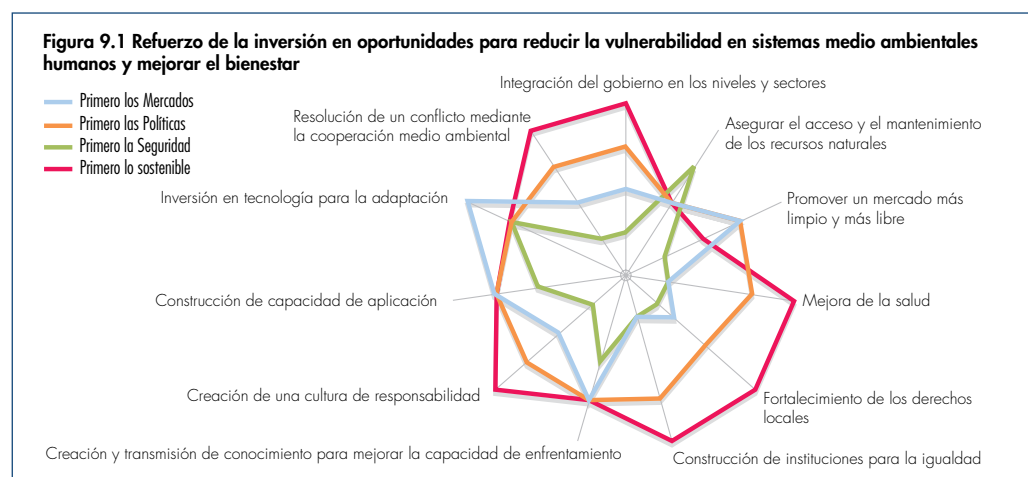 Figura 9.1 Refuerzo de la inversión en oportunidades para reducir la vulnerabilidad en sistemas medio ambientales
humanos y mejorar el bienestar
Primero los Mercados
Primero las Políticas
Primero la Seguridad
Primero lo sostenible
Integración del gobierno en los niveles y sectores
Resolución de un conflicto mediante
la cooperación medio ambiental
Asegurar el acceso y el mantenimiento
de los recursos naturales
Inversión en tecnología para la adaptación
Promover un mercado más
limpio y más libre
Construcción de capacidad de aplicación
Mejora de la salud
Creación de una cultura de responsabilidad
Fortalecimiento de los derechos
locales
Creación y transmisión de conocimiento para mejorar la capacidad de enfrentamiento
Construcción de instituciones para la igualdad